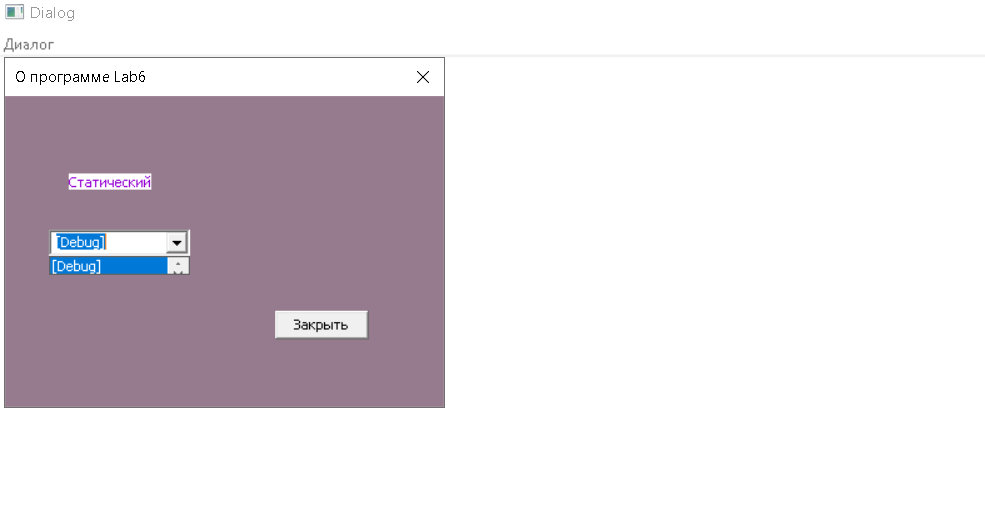 Dialog
Диалог
О программе Lab6
Статический
[Debug]
[Debug]
Закрыть